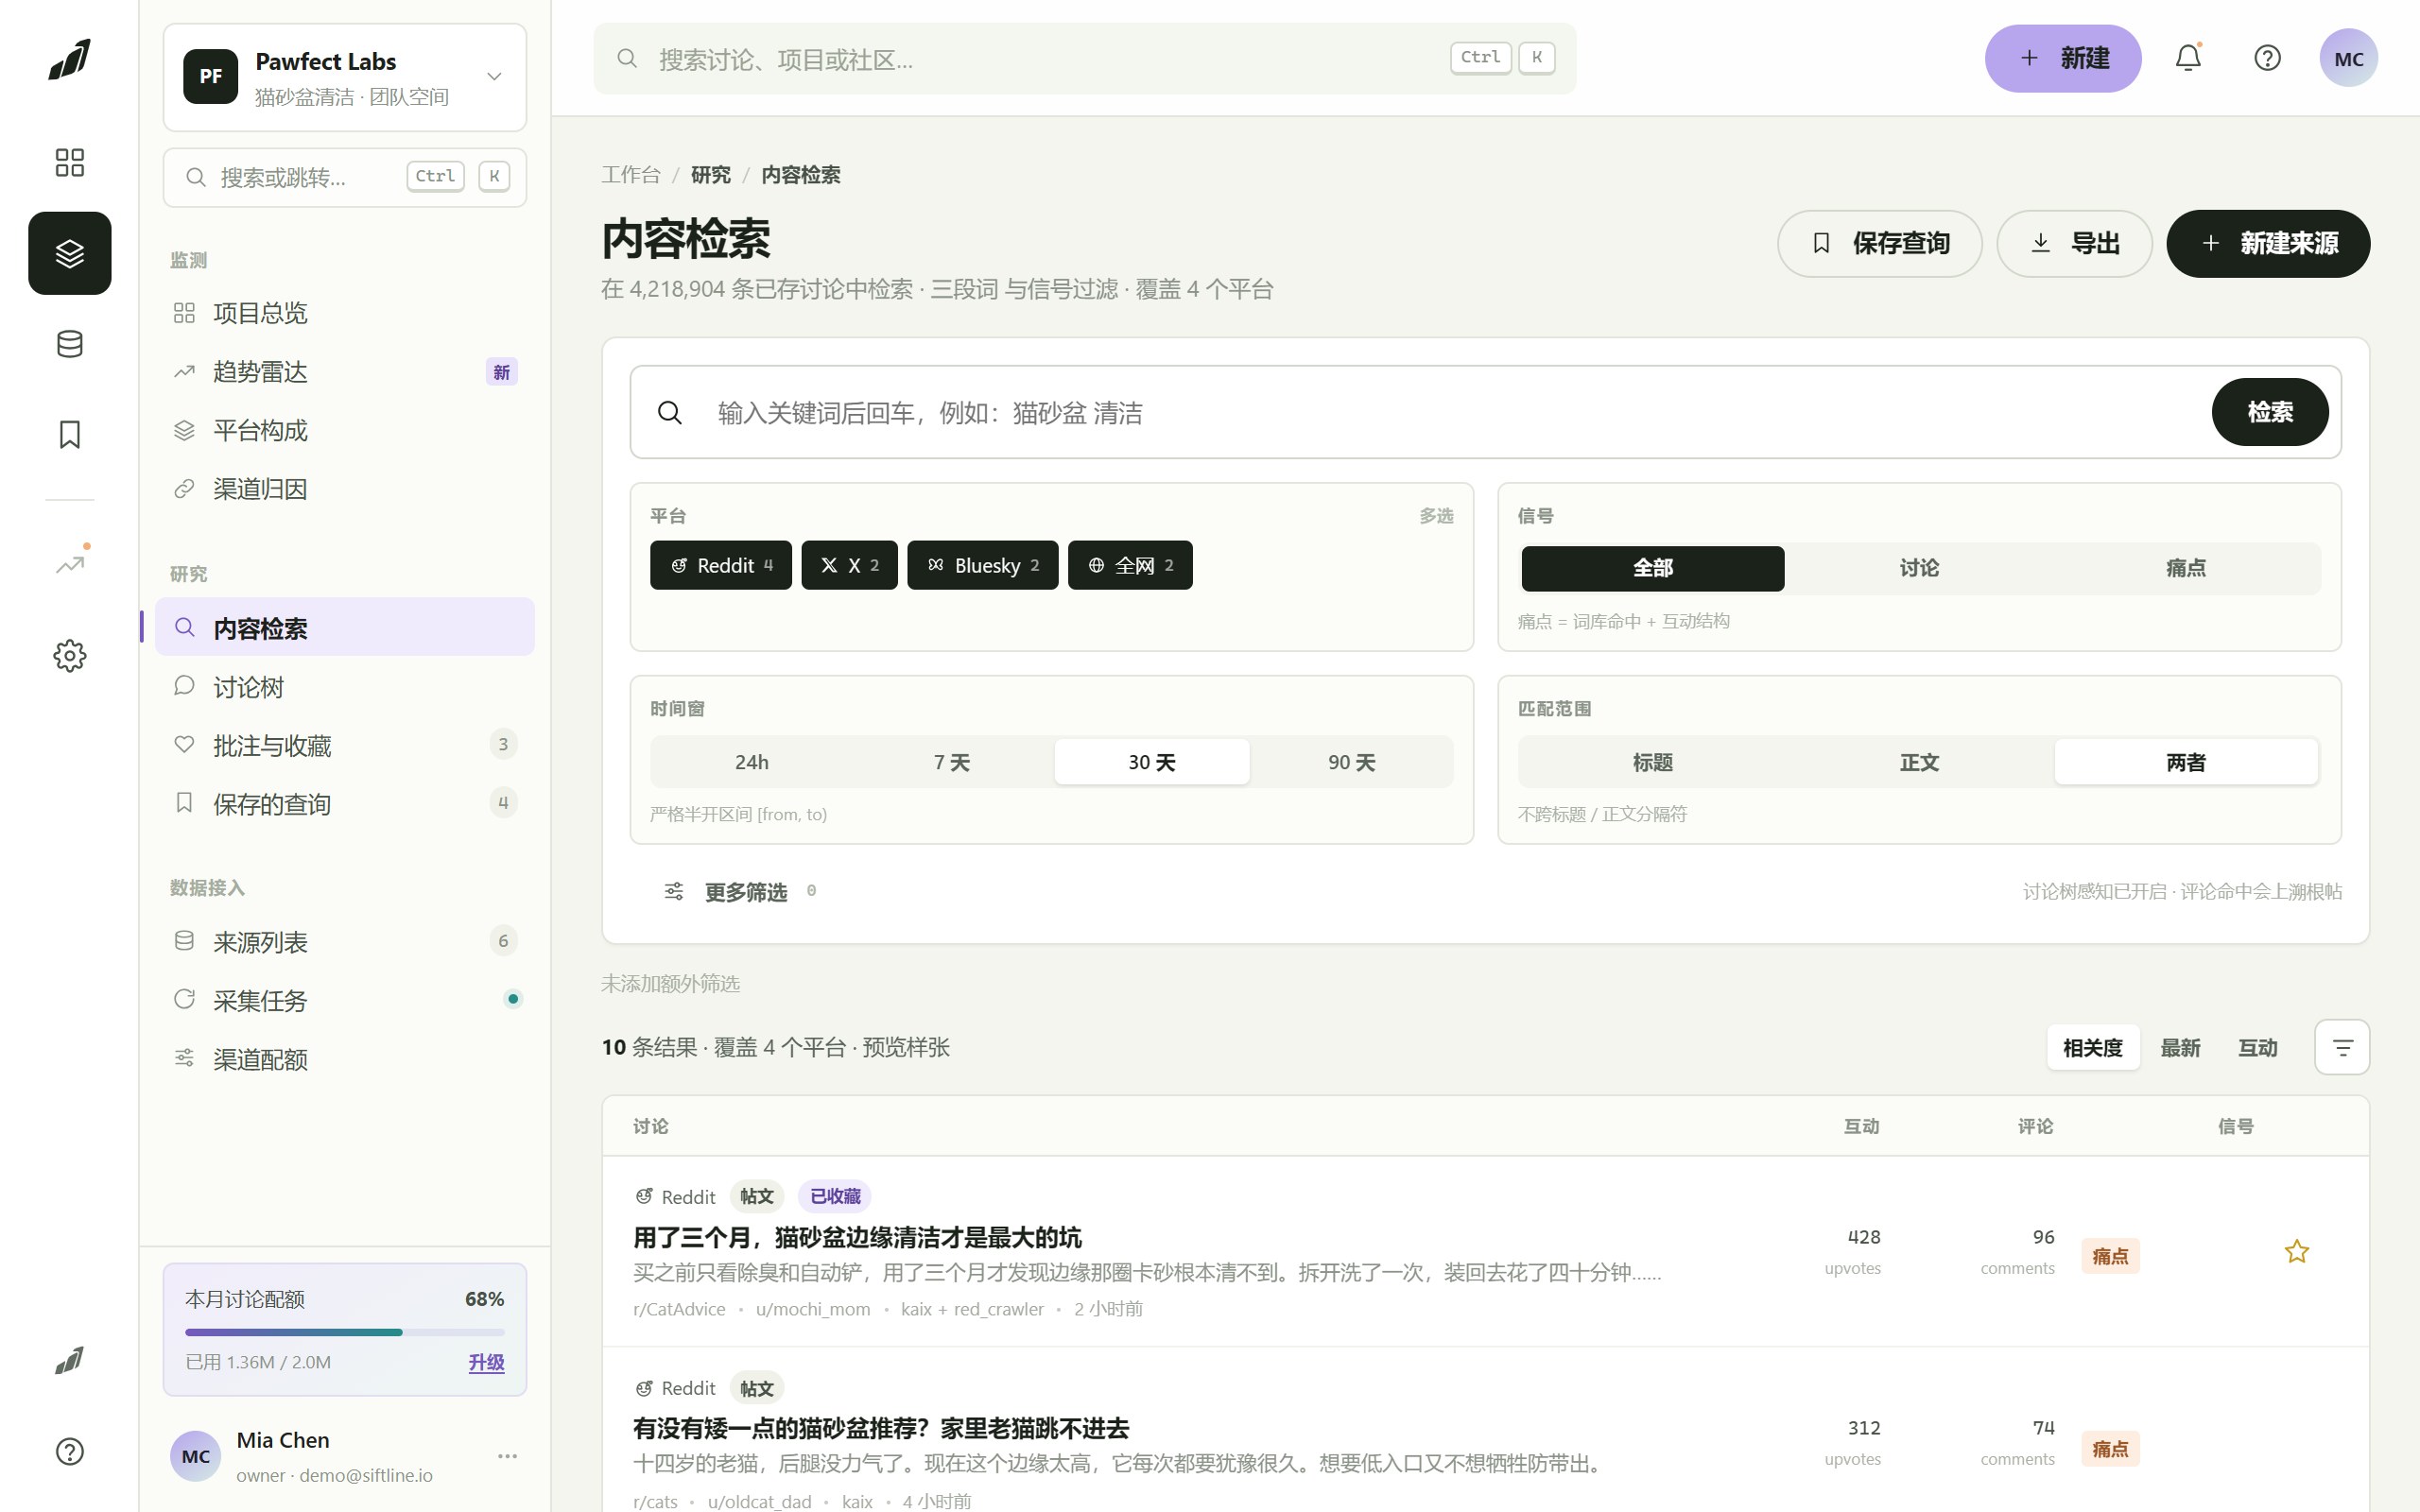 PF
Pawfect Labs
猫砂盆清洁 · 团队空间
搜索或跳转... Ctrl K
监测
项目总览
趋势雷达 新
平台构成
渠道归因
研究
内容检索
讨论树
批注与收藏 3
保存的查询 4
数据接入
来源列表 6
采集任务
渠道配额
本月讨论配额 68%
已用 1.36M / 2.0M 升级
MC
Mia Chen
owner · demo@siftline.io
搜索讨论、项目或社区... Ctrl K
+ 新建
MC
工作台 / 研究 / 内容检索
内容检索
在 4,218,904 条已存讨论中检索 · 三段词 与信号过滤 · 覆盖 4 个平台
保存查询 导出 + 新建来源
输入关键词后回车，例如：猫砂盆 清洁 检索
平台 多选
Reddit 4 X 2 Bluesky 2 全网 2
信号
全部 讨论 痛点
痛点 = 词库命中 + 互动结构
时间窗
24h 7 天 30 天 90 天
严格半开区间 [from, to)
匹配范围
标题 正文 两者
不跨标题 / 正文分隔符
更多筛选 0 讨论树感知已开启 · 评论命中会上溯根帖
未添加额外筛选
10 条结果 · 覆盖 4 个平台 · 预览样张 相关度 最新 互动
讨论 互动 评论 信号
Reddit 帖文 已收藏
用了三个月，猫砂盆边缘清洁才是最大的坑
买之前只看除臭和自动铲，用了三个月才发现边缘那圈卡砂根本清不到。拆开洗了一次，装回去花了四十分钟……
r/CatAdvice • u/mochi_mom • kaix + red_crawler • 2 小时前
428 upvotes
96 comments
痛点
Reddit 帖文
有没有矮一点的猫砂盆推荐？家里老猫跳不进去
十四岁的老猫，后腿没力气了。现在这个边缘太高，它每次都要犹豫很久。想要低入口又不想牺牲防带出。
r/cats • u/oldcat_dad • kaix • 4 小时前
312 upvotes
74 comments
痛点